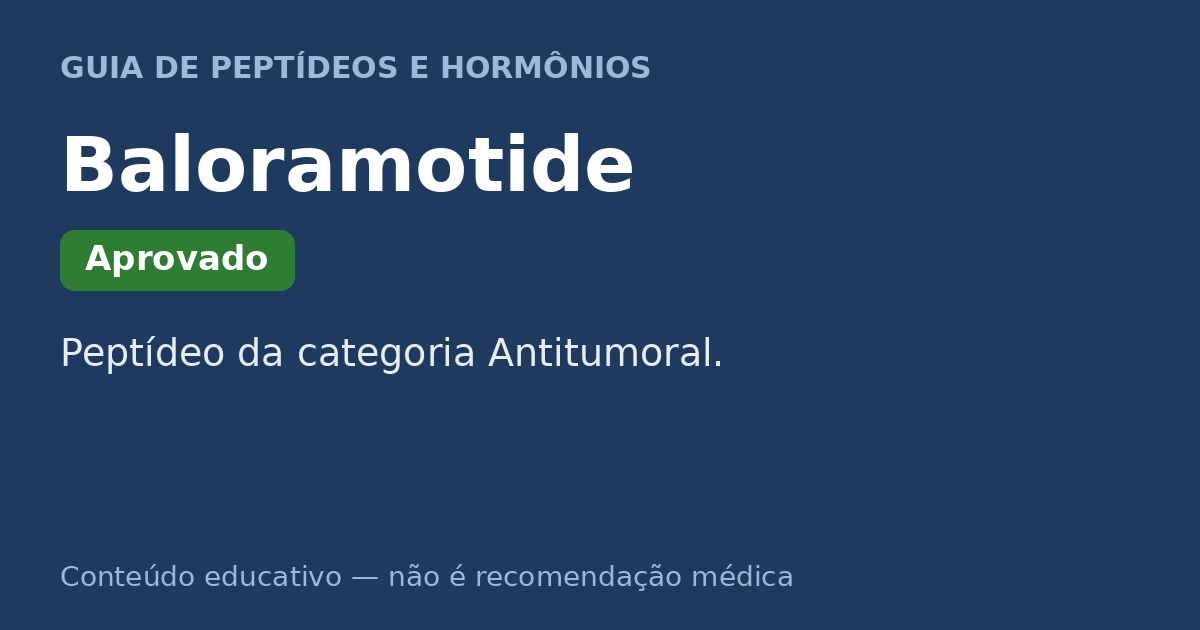 GUIA DE PEPTÍDEOS E HORMÔNIOS
Baloramotide
Aprovado
Peptídeo da categoria Antitumoral.
Conteúdo educativo — não é recomendação médica